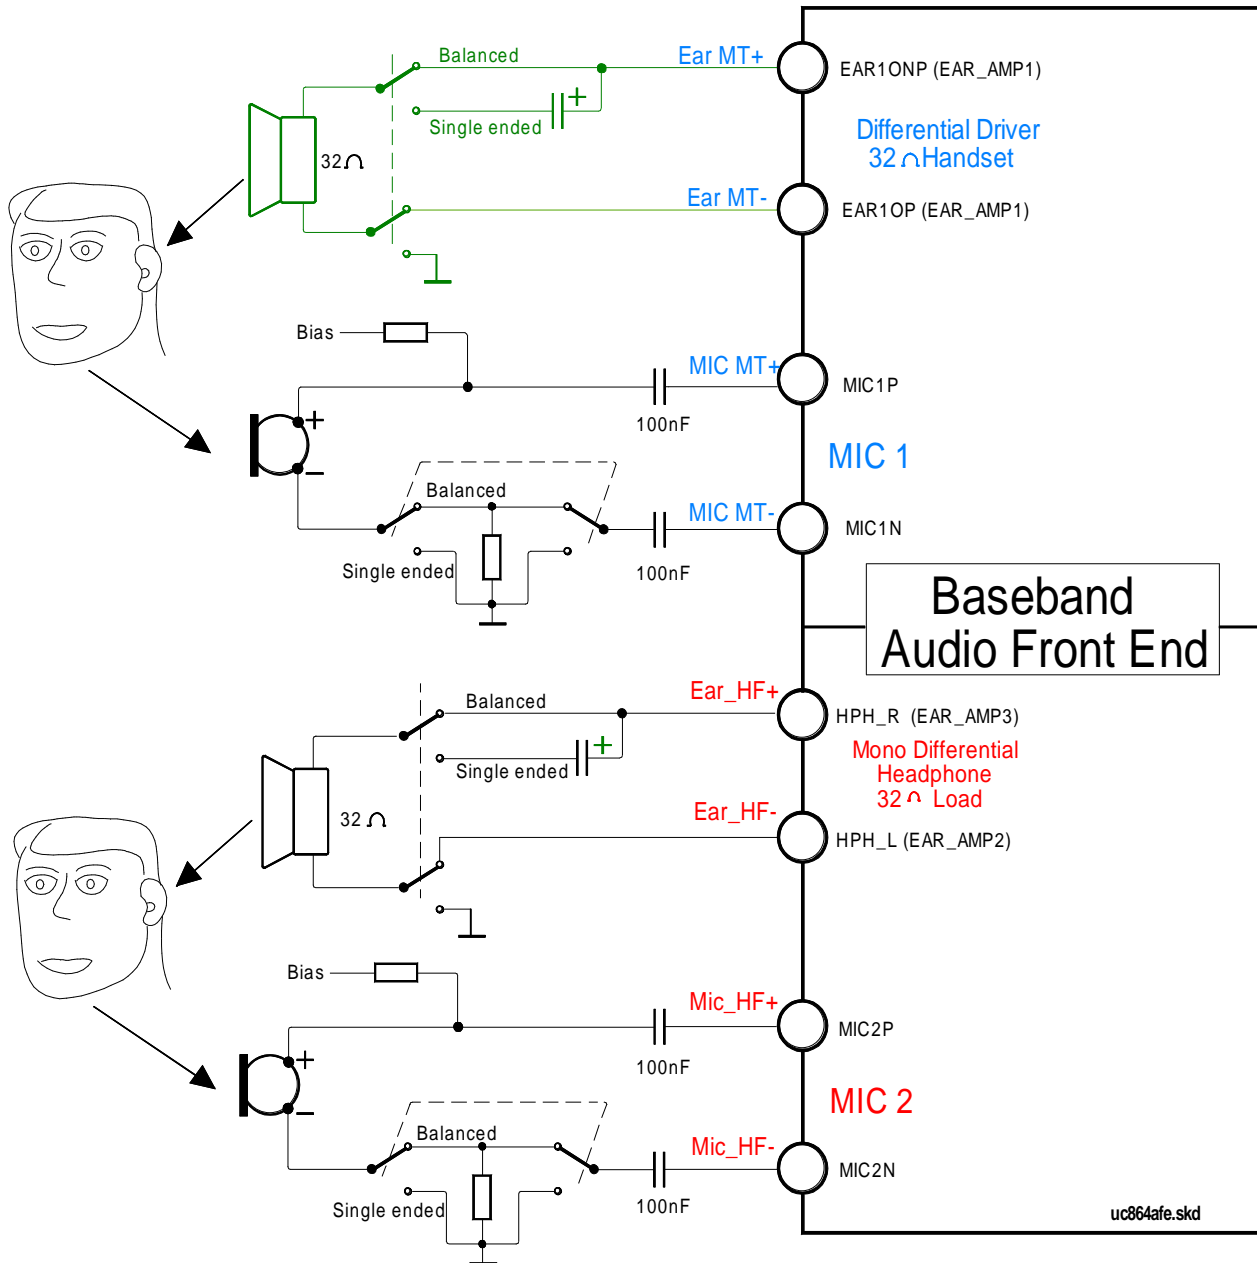 Balanced
Ear MT+
EAR1ONP (EAR_AMP1)
+
Single ended
Differential Driver
32 Ω Handset
32 Ω
Ear MT-
EAR1OP (EAR_AMP1)
Bias
MIC MT+
MIC1P
100nF
+
-
MIC 1
Balanced
MIC MT-
MIC1N
Single ended
100nF
Baseband
Audio Front End
Ear_HF+
Balanced
HPH_R (EAR_AMP3)
+
Single ended
Mono Differential
Headphone
32 Ω Load
32 Ω
Ear_HF-
HPH_L (EAR_AMP2)
Bias
Mic_HF+
MIC2P
100nF
+
-
MIC 2
Balanced
Mic_HF-
MIC2N
Single ended
100nF
uc864afe.skd